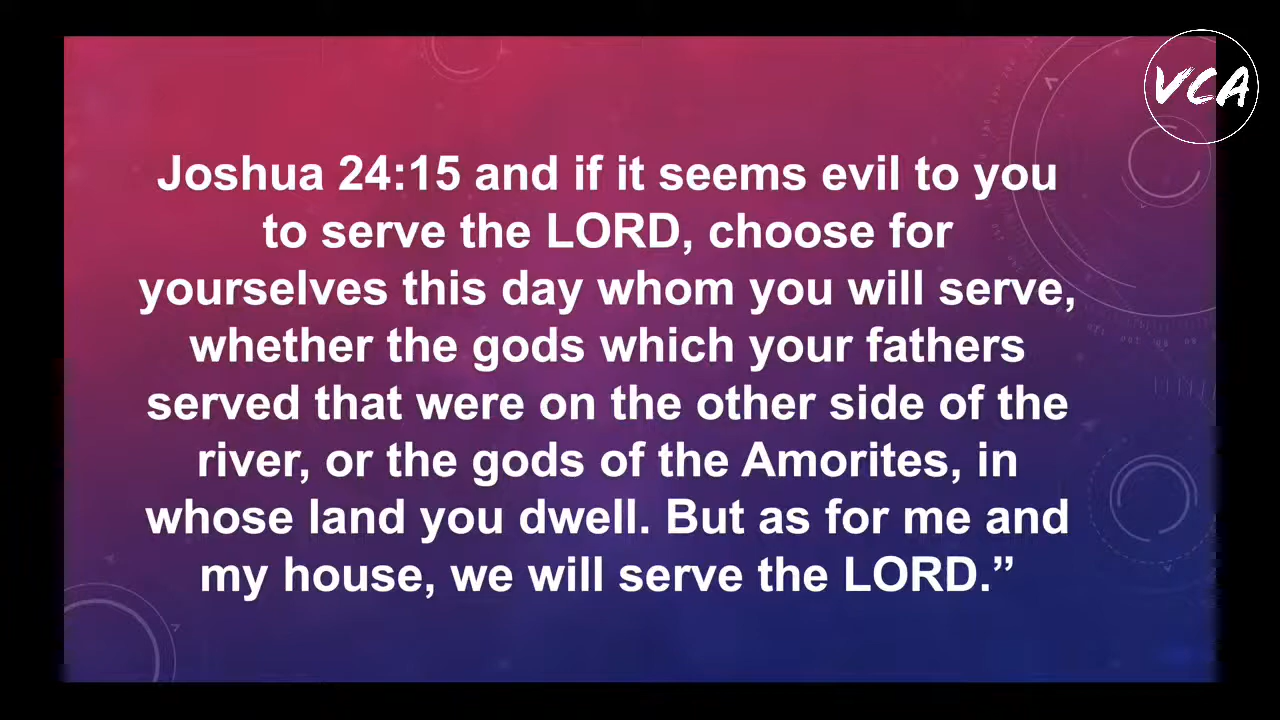 VCA
Joshua 24:15 and if it seems evil to you
to serve the LORD, choose for
yourselves this day whom you will serve,
whether the gods which your fathers
served that were on the other side of the
river, or the gods of the Amorites, in
whose land you dwell. But as for me and
my house, we will serve the LORD.”